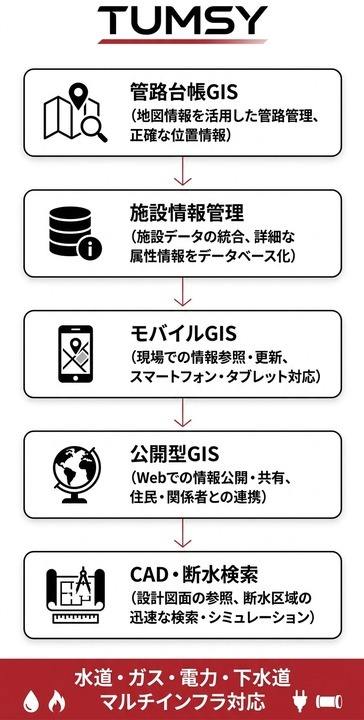 TUMSY
管路台帳GIS
（地図情報を活用した管路管理、
正確な位置情報）
施設情報管理
（施設データの統合、詳細な
属性情報をデータベース化）
モバイルGIS
（現場での情報参照・更新、
スマートフォン・タブレット対応）
公開型GIS
（Webでの情報公開・共有、
住民・関係者との連携）
CAD・断水検索
（設計図面の参照、断水区域の
迅速な検索・シミュレーション）
水道・ガス・電力・下水道
マルチインフラ対応